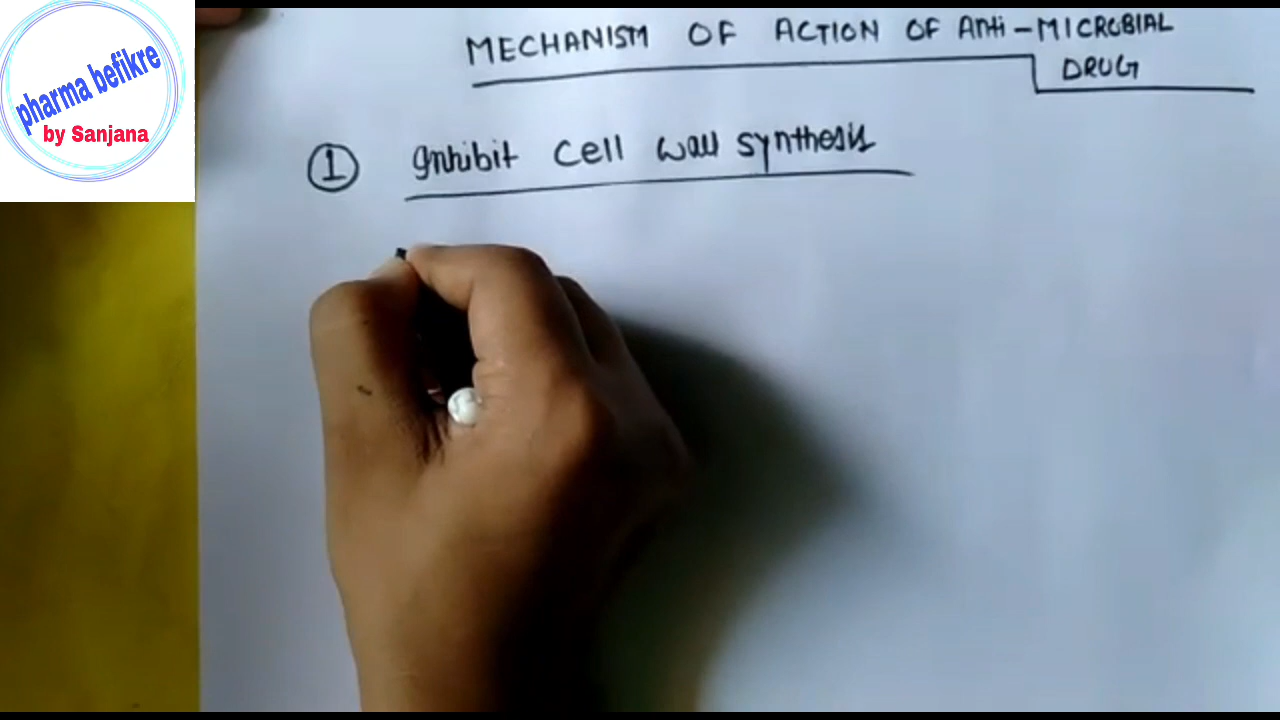 pharma befikre
by Sanjana
MECHANISM OF ACTION OF Anti-MICROBIAL
DRUG
① Inhibit Cell wall synthesis